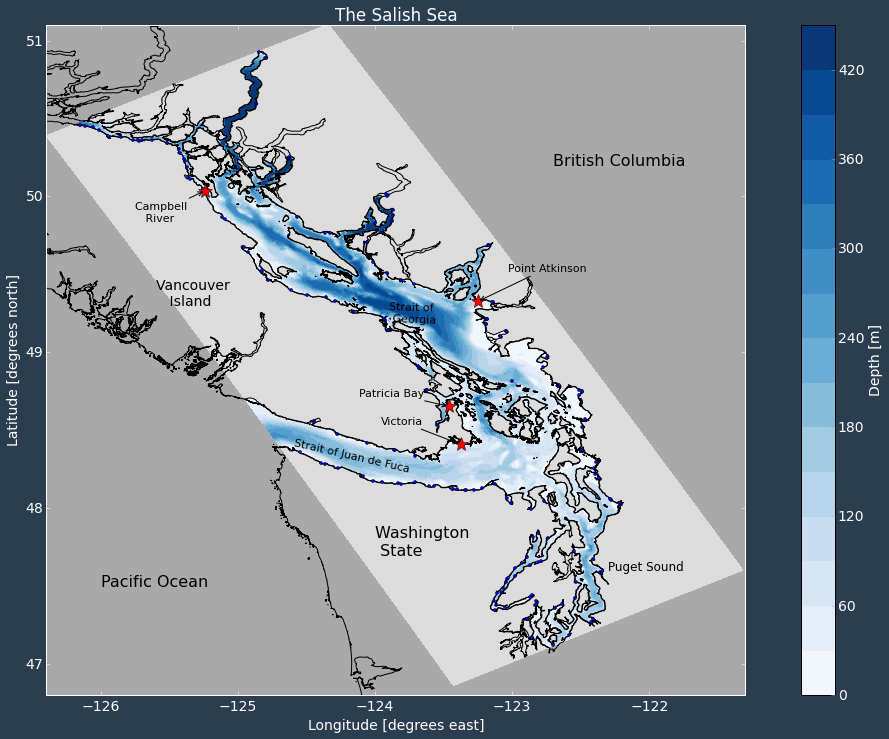 The Salish Sea
51
50
49
48
47
Latitude [degrees north]
British Columbia
Campbell
River
Point Atkinson
Vancouver
Island
Strait of
Georgia
Patricia Bay
Victoria
Strait of Juan de Fuca
Washington
State
Puget Sound
Pacific Ocean
−126
−125
−124
−123
−122
Longitude [degrees east]
420
360
300
240
180
120
60
0
Depth [m]